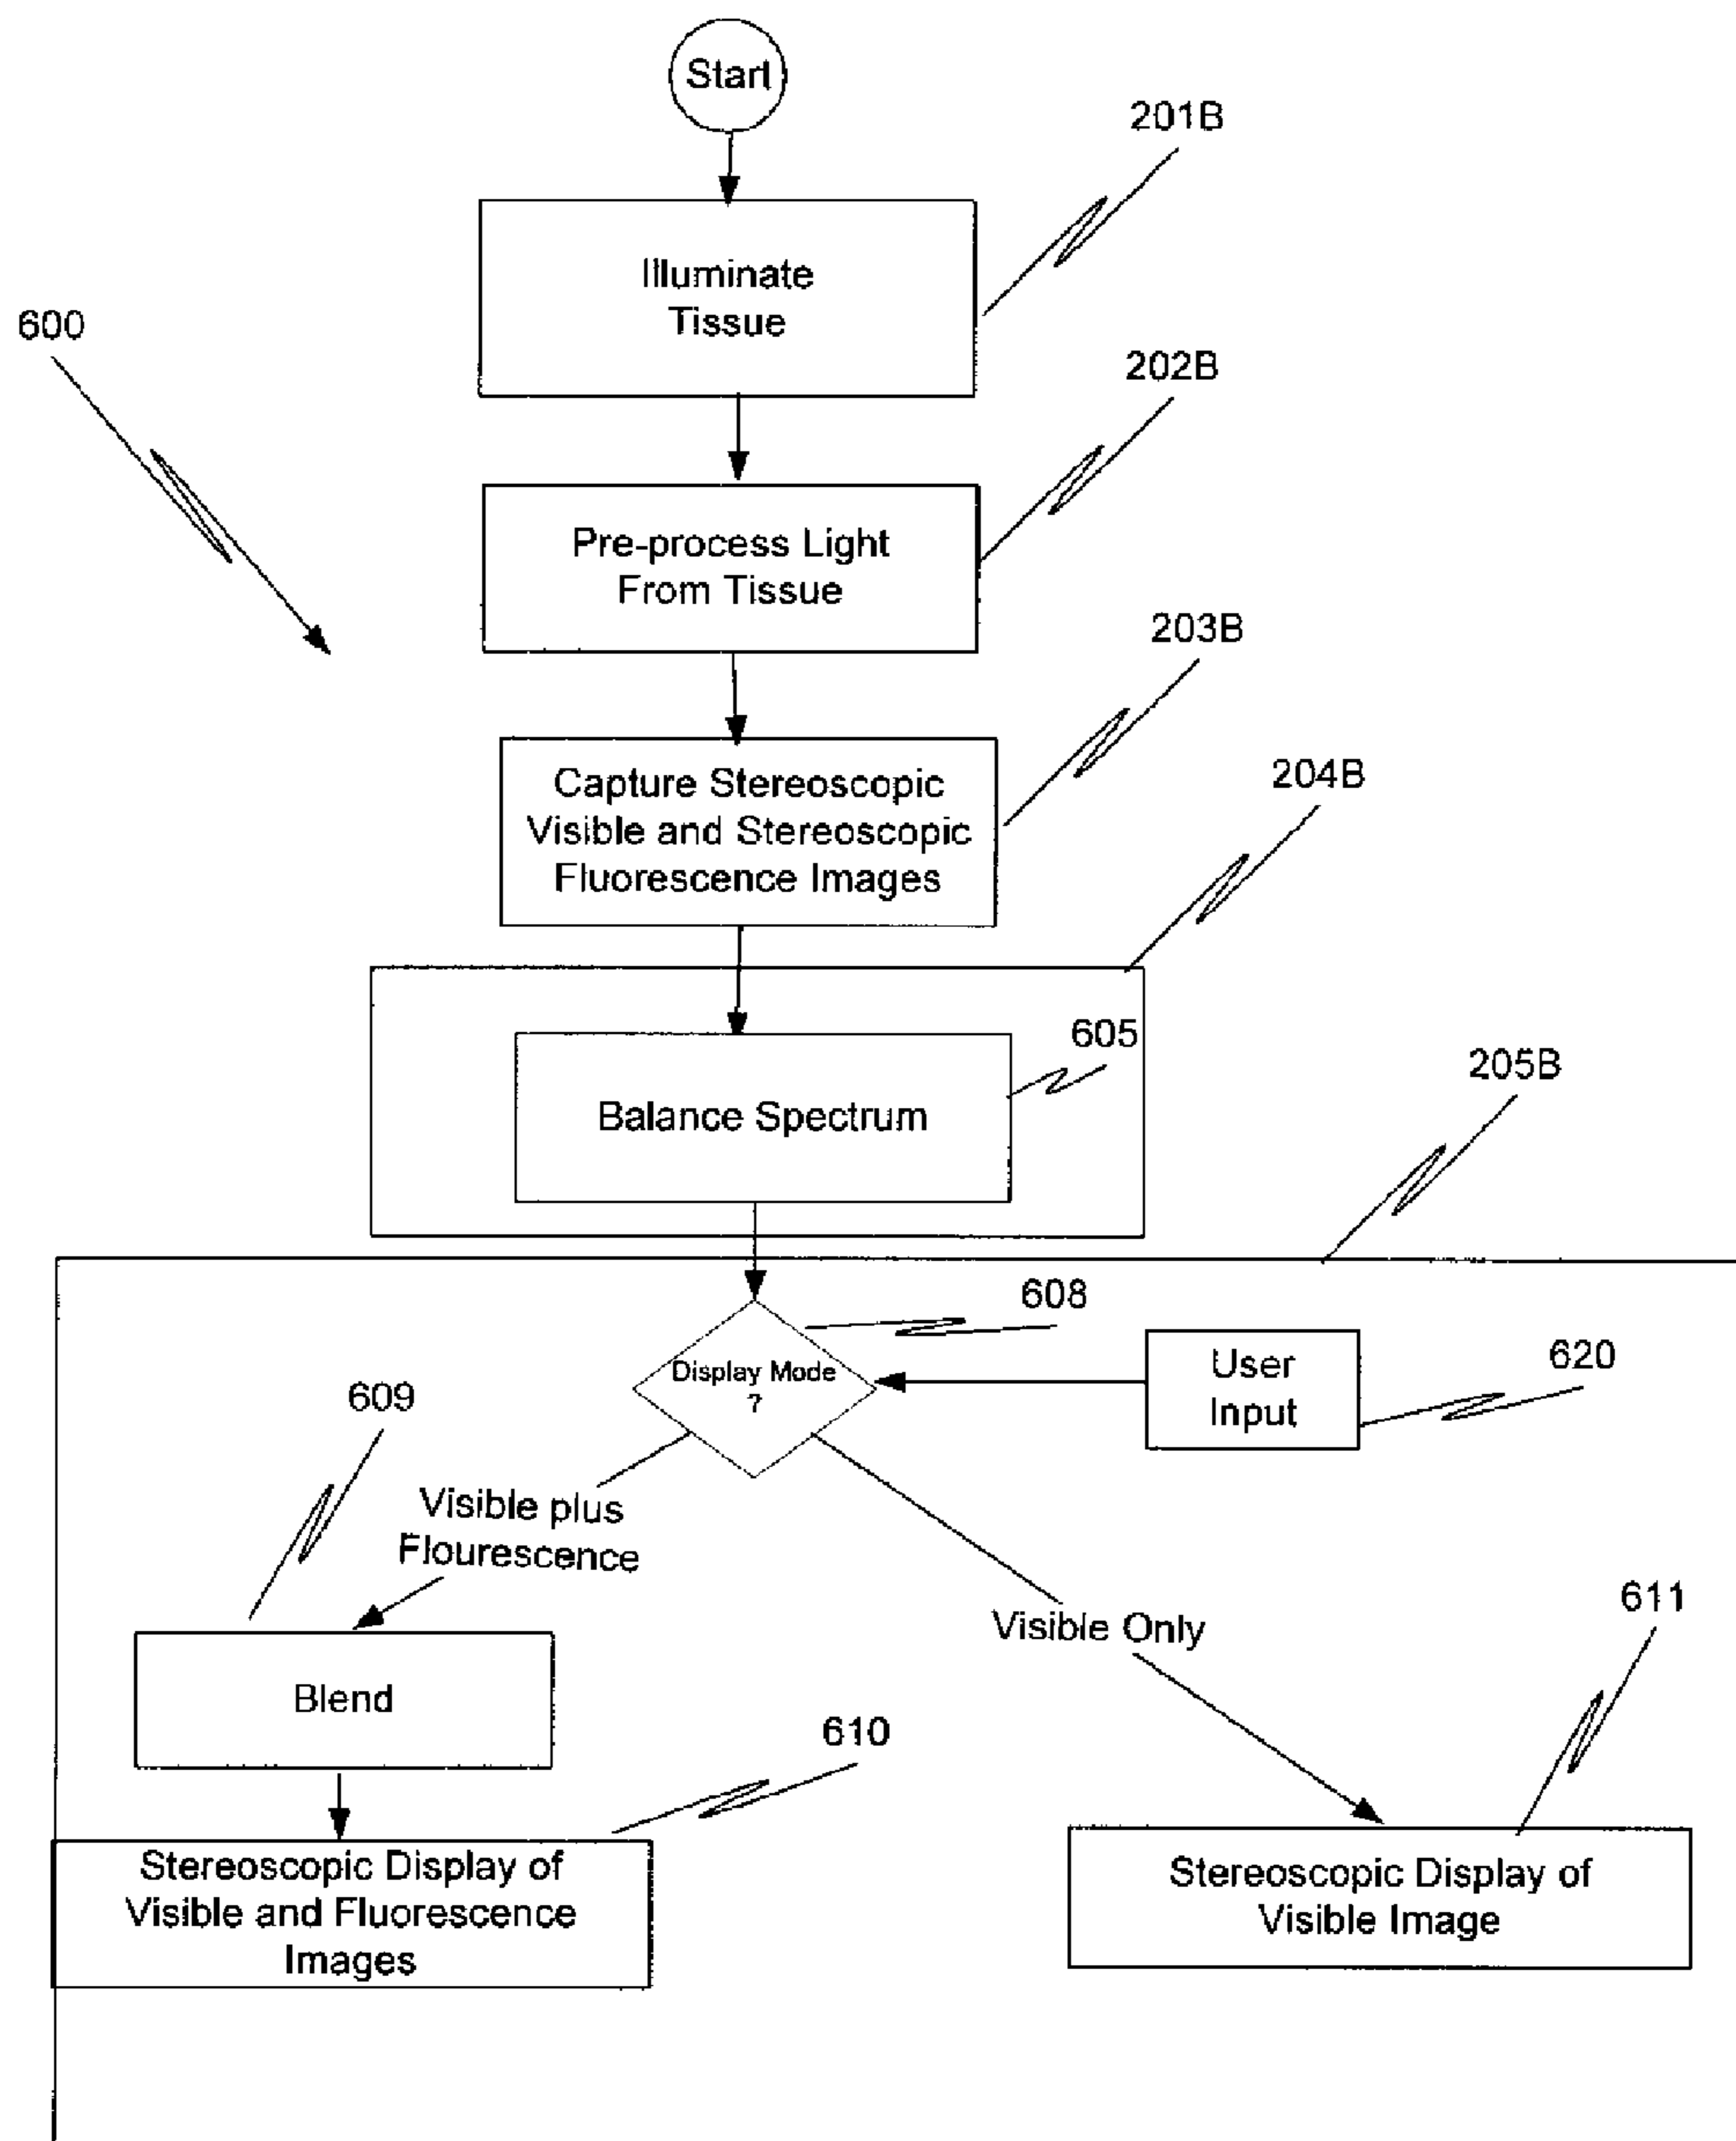 Start
201B
Illuminate
Tissue
600
202B
Pre-process Light
From Tissue
203B
Capture Stereoscopic
Visible and Stereoscopic
Fluorescence Images
204B
605
Balance Spectrum
205B
608
Display Mode
?
User
Input
620
609
Visible plus
Flourescence
Visible Only
611
Blend
610
Stereoscopic Display of
Visible and Fluorescence
Images
Stereoscopic Display of
Visible Image